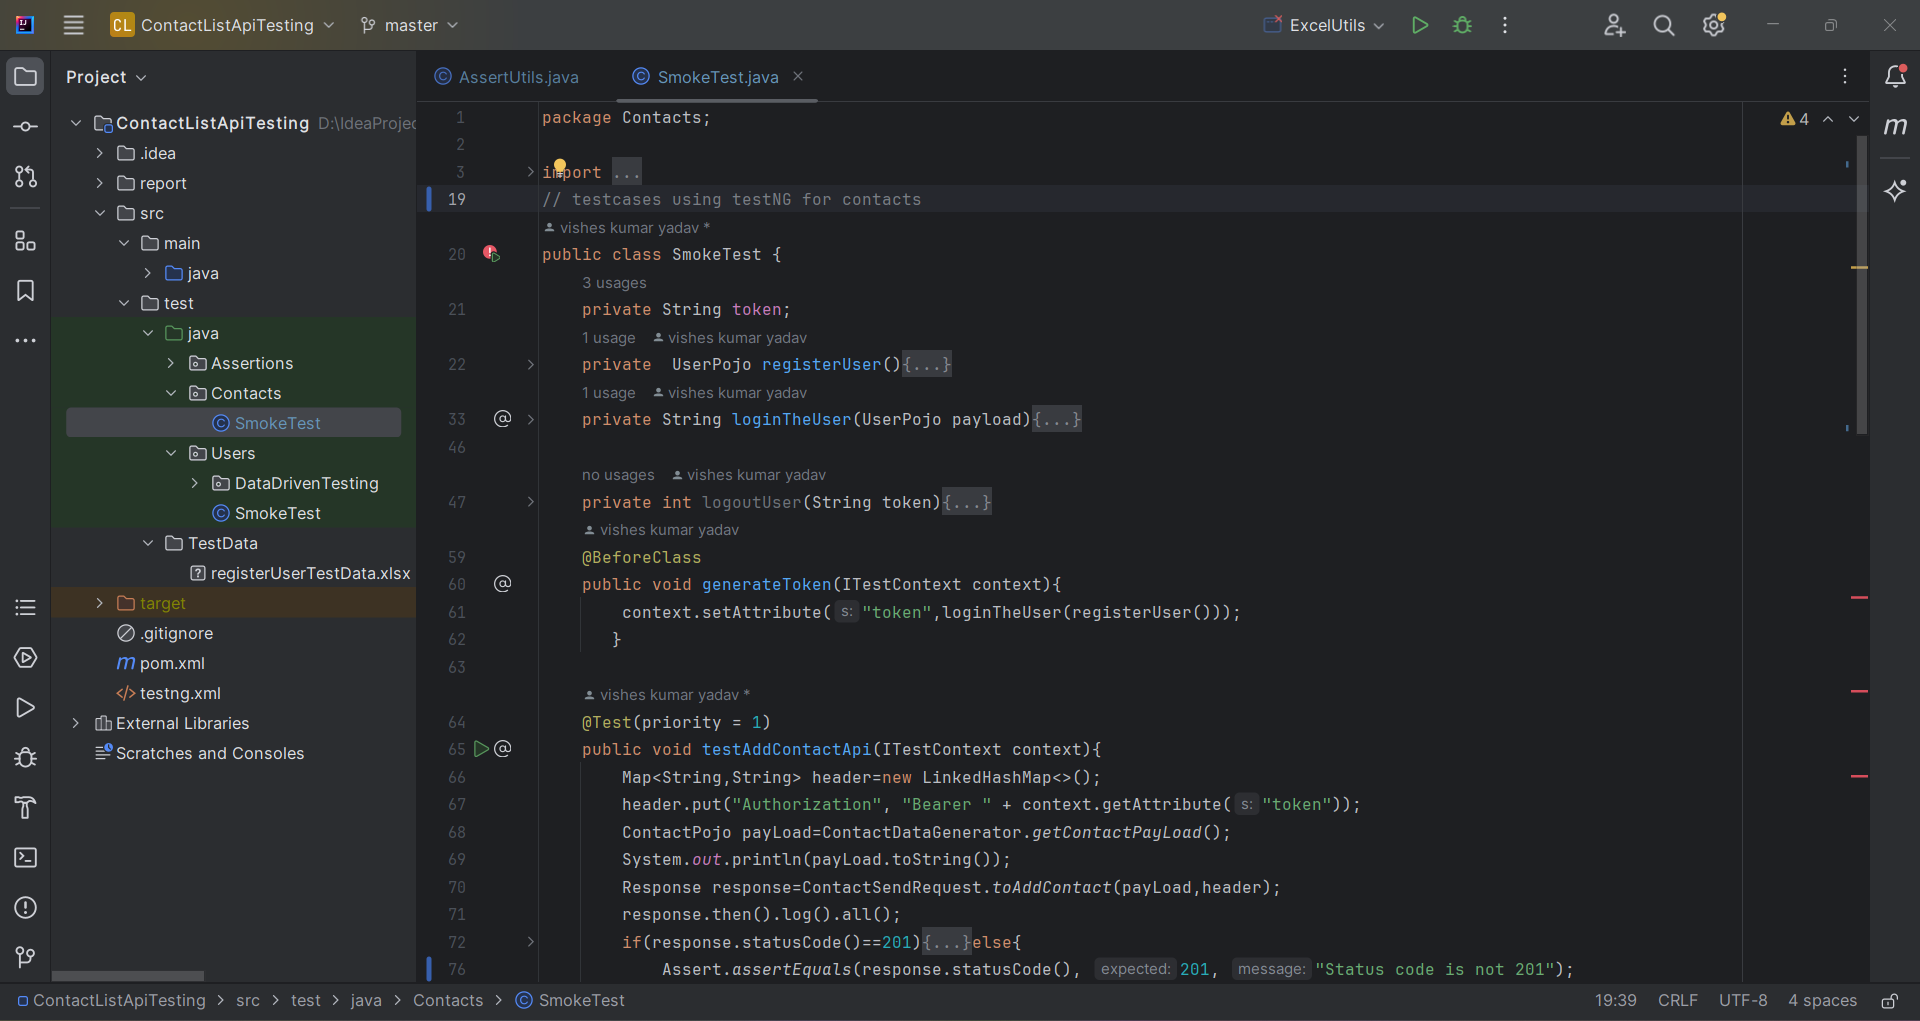 CL ContactListApiTesting master ExcelUtils
Project
ContactListApiTesting D:\IdeaProjec
.idea
report
src
main
java
test
java
Assertions
Contacts
SmokeTest
Users
DataDrivenTesting
SmokeTest
TestData
registerUserTestData.xlsx
target
.gitignore
m pom.xml
</> testng.xml
External Libraries
Scratches and Consoles
AssertUtils.java SmokeTest.java
4
1 package Contacts;
2
3 import ...
19 // testcases using testNG for contacts
vishes kumar yadav *
20 public class SmokeTest {
3 usages
21 private String token;
1 usage vishes kumar yadav
22 private UserPojo registerUser(){...}
1 usage vishes kumar yadav
33 private String loginTheUser(UserPojo payload){...}
46
no usages vishes kumar yadav
47 private int logoutUser(String token){...}
vishes kumar yadav
59 @BeforeClass
60 public void generateToken(ITestContext context){
61 context.setAttribute( s: "token",loginTheUser(registerUser()));
62 }
63
vishes kumar yadav *
64 @Test(priority = 1)
65 public void testAddContactApi(ITestContext context){
66 Map<String,String> header=new LinkedHashMap<>();
67 header.put("Authorization", "Bearer " + context.getAttribute( s: "token"));
68 ContactPojo payLoad=ContactDataGenerator.getContactPayLoad();
69 System.out.println(payLoad.toString());
70 Response response=ContactSendRequest.toAddContact(payLoad,header);
71 response.then().log().all();
72 if(response.statusCode()==201){...}else{
76 Assert.assertEquals(response.statusCode(), expected: 201, message: "Status code is not 201");
m
ContactListApiTesting > src > test > java > Contacts > SmokeTest
19:39 CRLF UTF-8 4 spaces